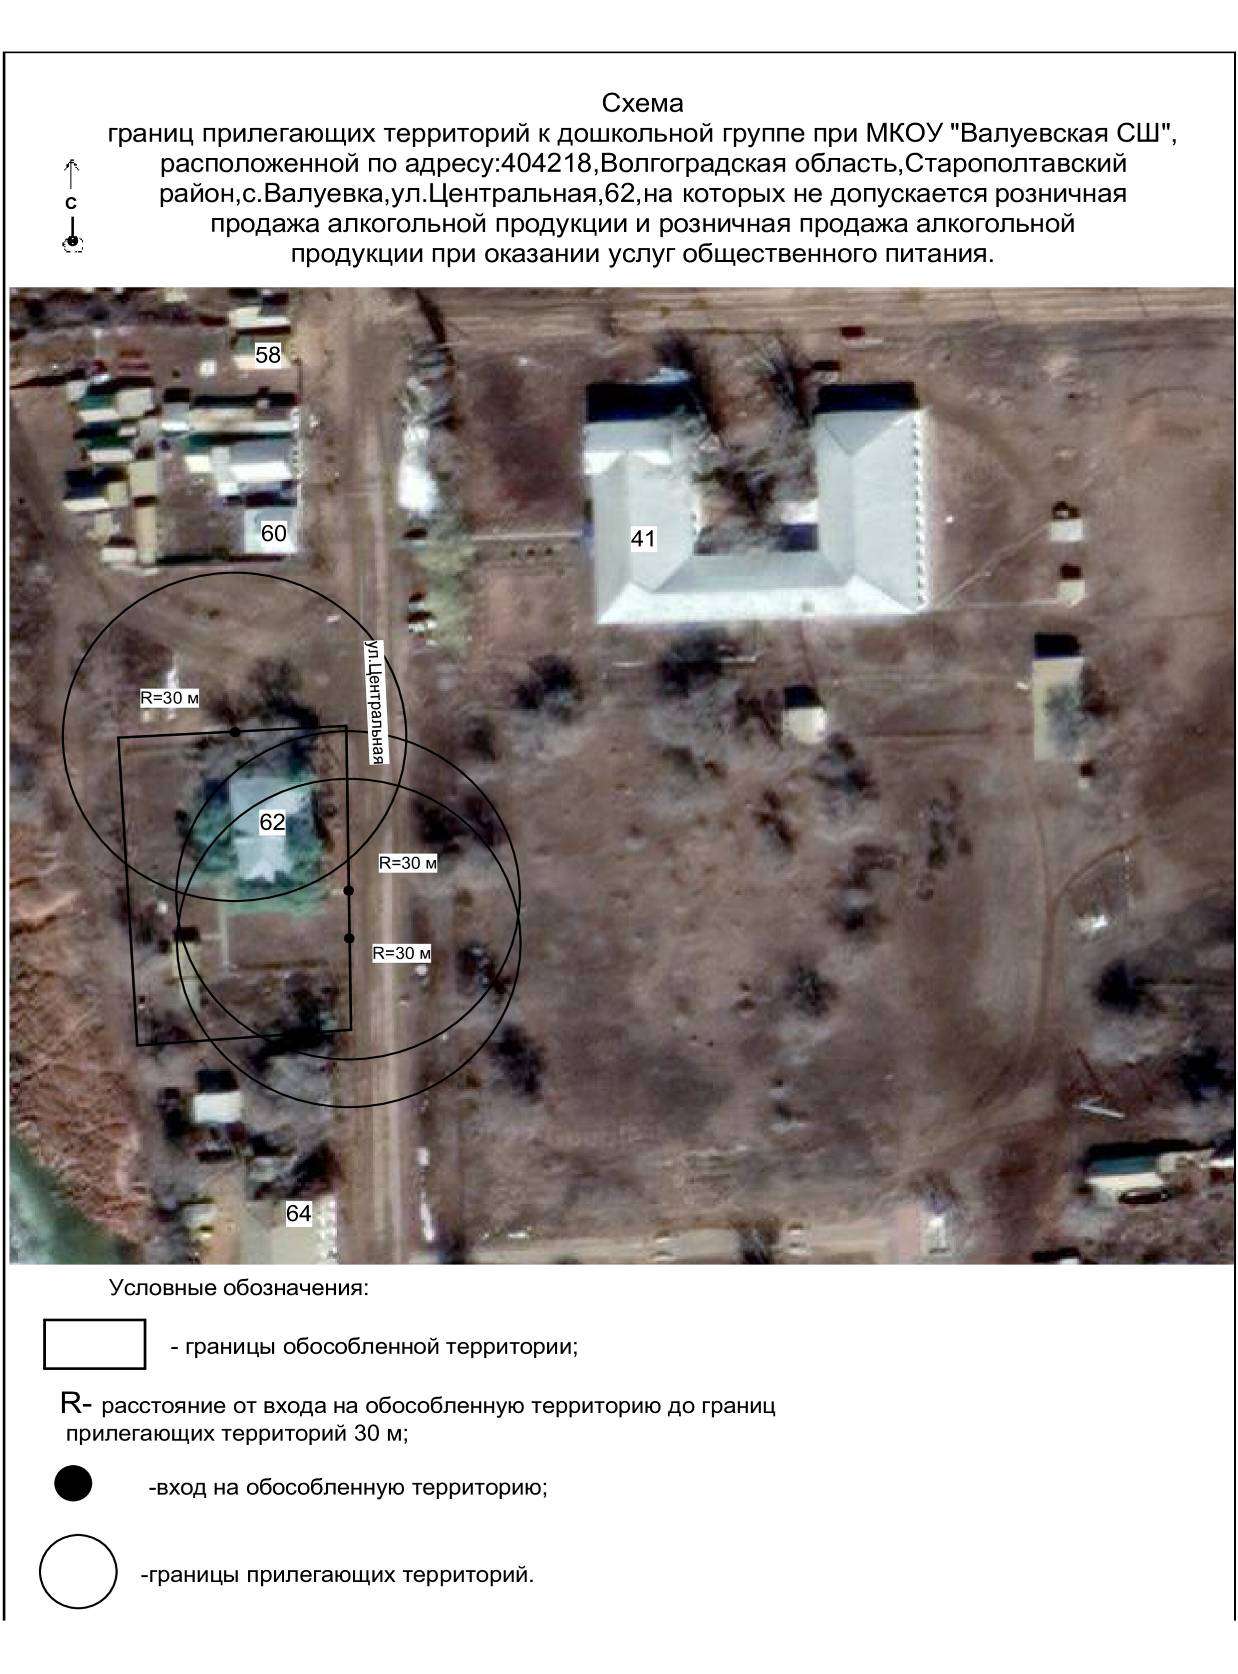 Схема
границ прилегающих территорий к дошкольной группе при МКОУ "Валуевская СШ",
расположенной по адресу:404218,Волгоградская область,Старополтавский
район,с.Валуевка,ул.Центральная,62,на которых не допускается розничная
продажа алкогольной продукции и розничная продажа алкогольной
продукции при оказании услуг общественного питания.
С
58
60
41
ул.Центральная
R=30 м
62
R=30 м
R=30 м
64
Условные обозначения:
- границы обособленной территории;
R- расстояние от входа на обособленную территорию до границ
прилегающих территорий 30 м;
-вход на обособленную территорию;
-границы прилегающих территорий.